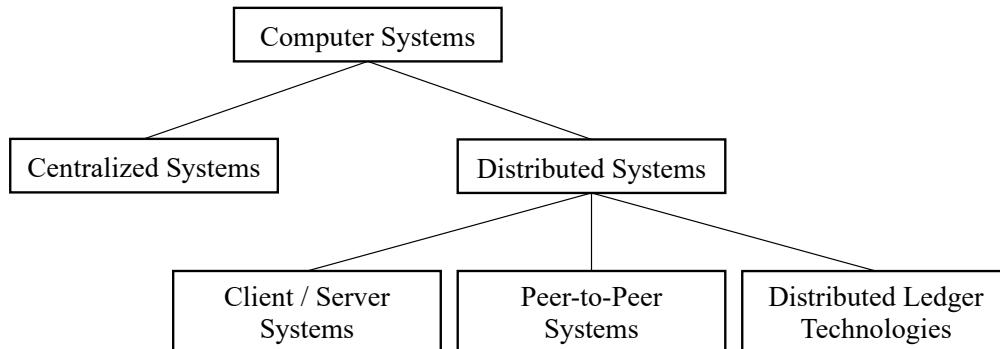 Computer Systems
Centralized Systems
Distributed Systems
Client / Server
Systems
Peer-to-Peer
Systems
Distributed Ledger
Technologies